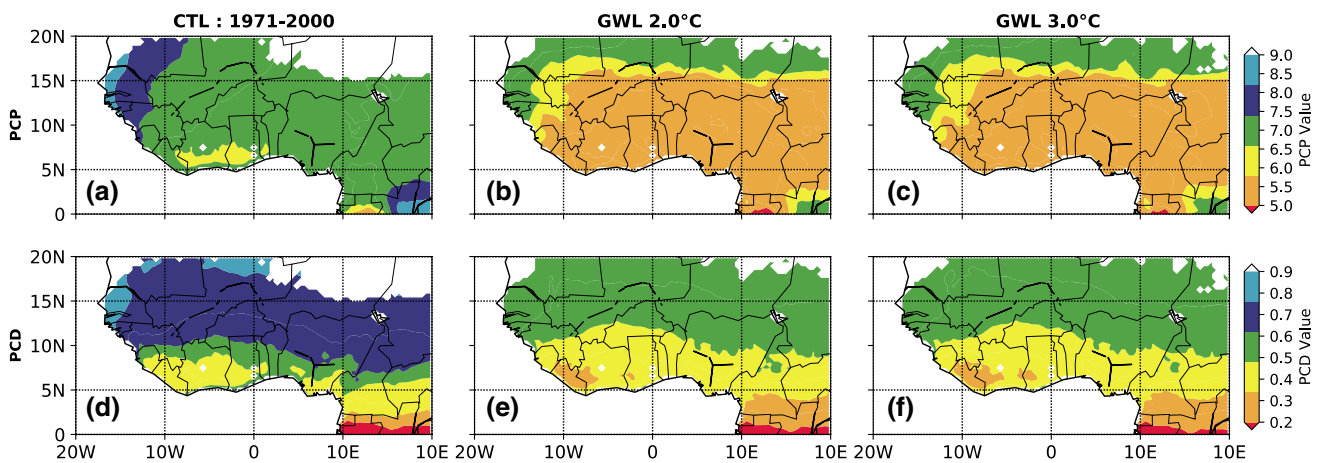 CTL : 1971-2000
GWL 2.0°C
GWL 3.0°C
PCP
20N
15N
10N
5N
0
(a)
(b)
(c)
9.0
8.5
8.0
7.5
7.0
6.5
6.0
5.5
5.0
PCP Value
PCD
20N
15N
10N
5N
0
(d)
(e)
(f)
0.9
0.8
0.7
0.6
0.5
0.4
0.3
0.2
PCD Value
20W 10W 0 10E 10E
20W 10W 0 10E 10E
20W 10W 0 10E 10E